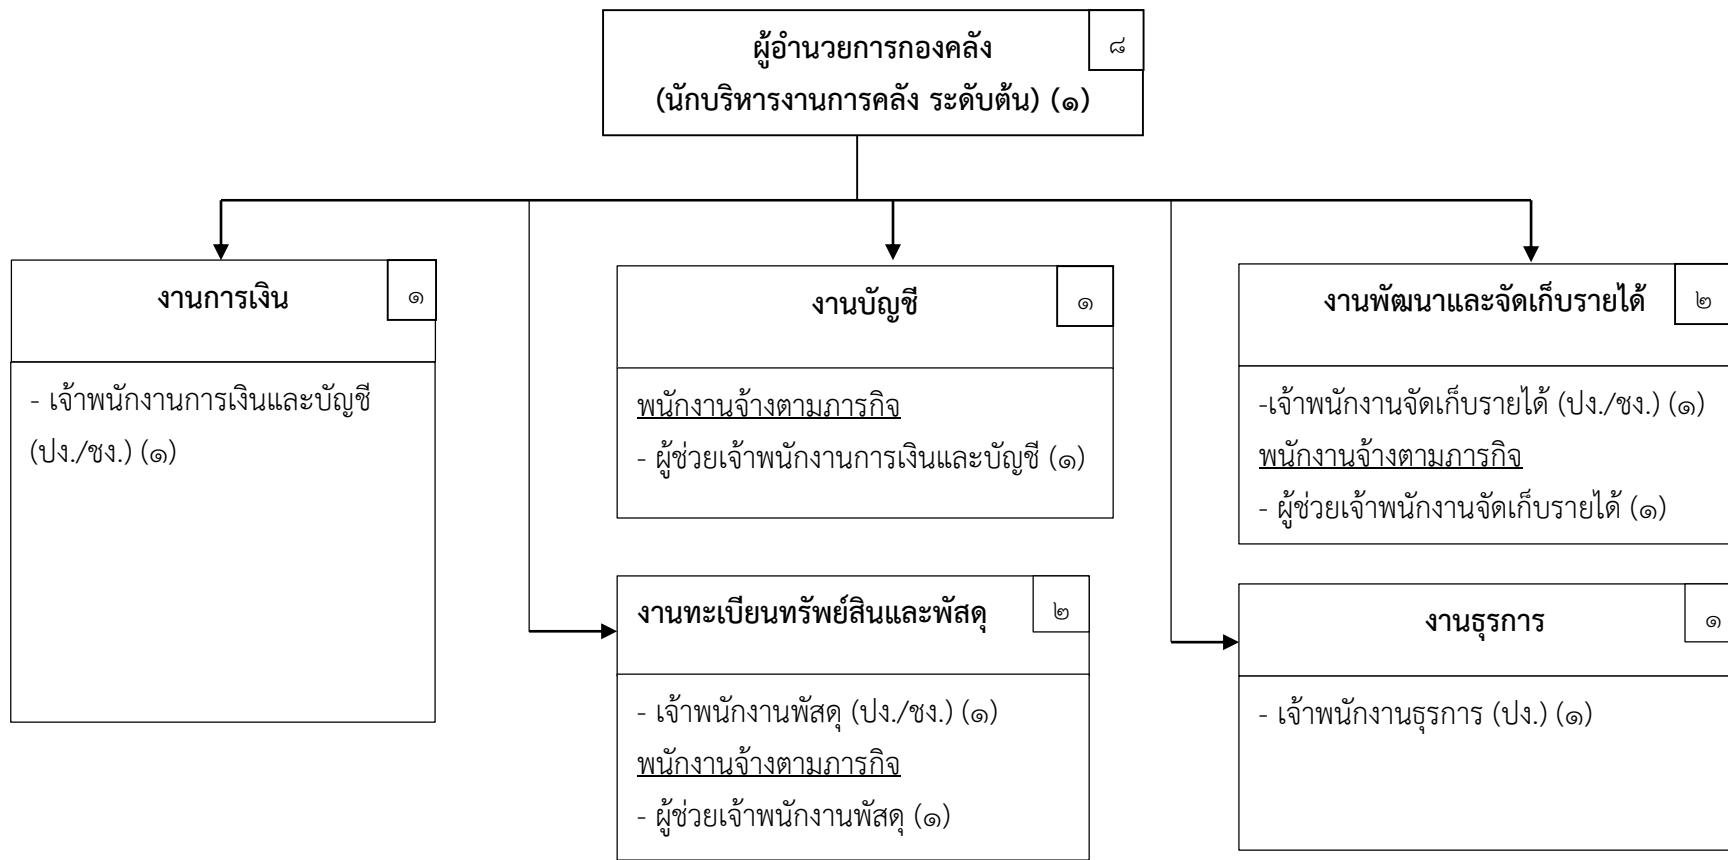 ผู้อำนวยการกองคลัง
๘
(นักบริหารงานการคลัง ระดับต้น) (๑)
งานการเงิน
๑
- เจ้าพนักงานการเงินและบัญชี
(ปง./ชง.) (๑)
งานบัญชี
๑
พนักงานจ้างตามภารกิจ
- ผู้ช่วยเจ้าพนักงานการเงินและบัญชี (๑)
งานพัฒนาและจัดเก็บรายได้
๒
-เจ้าพนักงานจัดเก็บรายได้ (ปง./ชง.) (๑)
พนักงานจ้างตามภารกิจ
- ผู้ช่วยเจ้าพนักงานจัดเก็บรายได้ (๑)
งานทะเบียนทรัพย์สินและพัสดุ
๒
- เจ้าพนักงานพัสดุ (ปง./ชง.) (๑)
พนักงานจ้างตามภารกิจ
- ผู้ช่วยเจ้าพนักงานพัสดุ (๑)
งานธุรการ
๑
- เจ้าพนักงานธุรการ (ปง.) (๑)